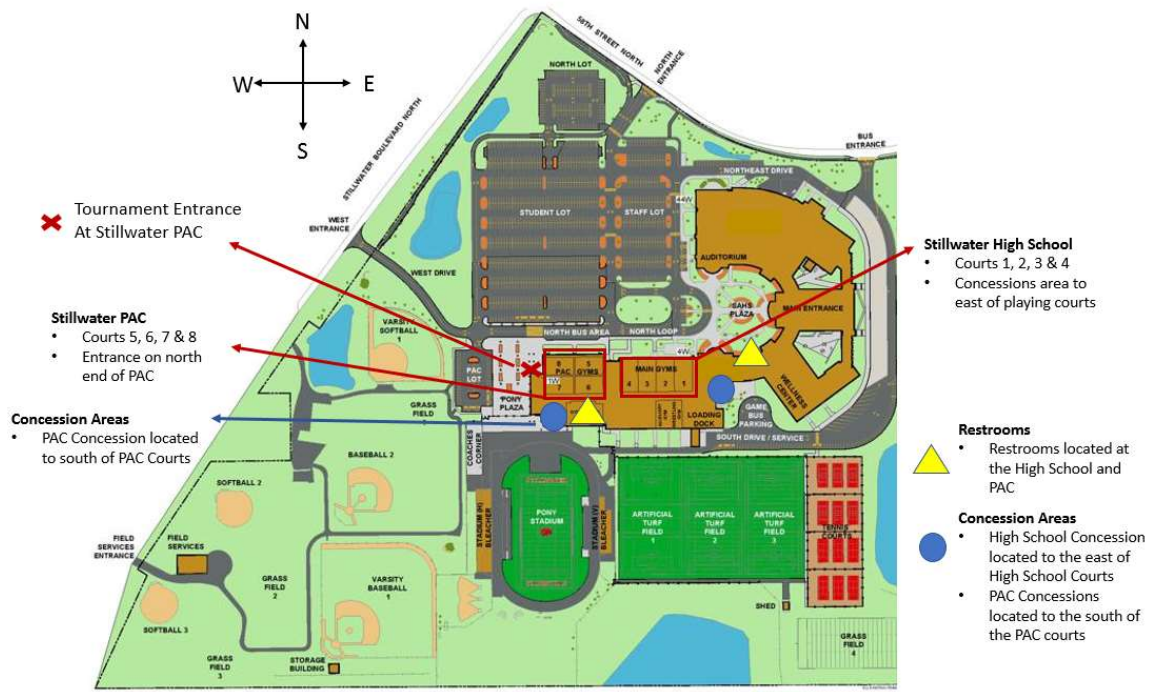 N
W E
S
58TH STREET NORTH
NORTH
ENTRANCE
NORTH LOT
STILLWATER BOULEVARD NORTH
BUS
ENTRANCE
NORTHEAST DRIVE
Tournament Entrance
At Stillwater PAC
WEST
ENTRANCE
WEST DRIVE
STUDENT LOT
STAFF LOT
44W
AUDITORIUM
SAHS
PLAZA
MAIN ENTRANCE
Stillwater High School
• Courts 1, 2, 3 & 4
• Concessions area to
east of playing courts
Stillwater PAC
• Courts 5, 6, 7 & 8
• Entrance on north
end of PAC
VARSITY
SOFTBALL
1
NORTH BUS AREA
NORTH LOOP
4W
PAC
LOT
PONY
PLAZA
8 5
PAC GYMS
1W
7 6
MAIN GYMS
4 3 2 1
WELLNESS
CENTER
LOADING
DOCK
GAME
BUS
PARKING
SOUTH DRIVE / SERVICE
Concession Areas
• PAC Concession located
to south of PAC Courts
GRASS
FIELD
1
COACHES
CORNER
BASEBALL 2
SOFTBALL 2
FIELD
SERVICES
ENTRANCE
FIELD
SERVICES
STADIUM (H)
BLEACHER
PONY
STADIUM
STADIUM (V)
BLEACHER
ARTIFICIAL
TURF FIELD
1
ARTIFICIAL
TURF FIELD
2
ARTIFICIAL
TURF FIELD
3
TENNIS
COURTS
Restrooms
• Restrooms located at
the High School and
PAC
Concession Areas
• High School Concession
located to the east of
High School Courts
• PAC Concessions
located to the south of
the PAC courts
GRASS
FIELD
2
VARSITY
BASEBALL
1
SOFTBALL 3
GRASS
FIELD
3
STORAGE
BUILDING
SHED
GRASS
FIELD
4